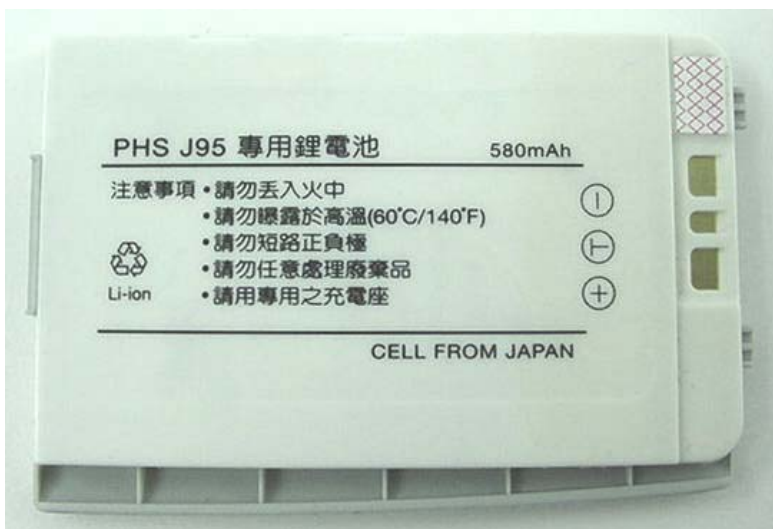 PHS J95 專用鋰電池 580mAh
注意事項 •請勿丟入火中
•請勿曝露於高溫(60°C/140°F)
•請勿短路正負極
•請勿任意處理廢棄品
Li-ion •請用專用之充電座
CELL FROM JAPAN